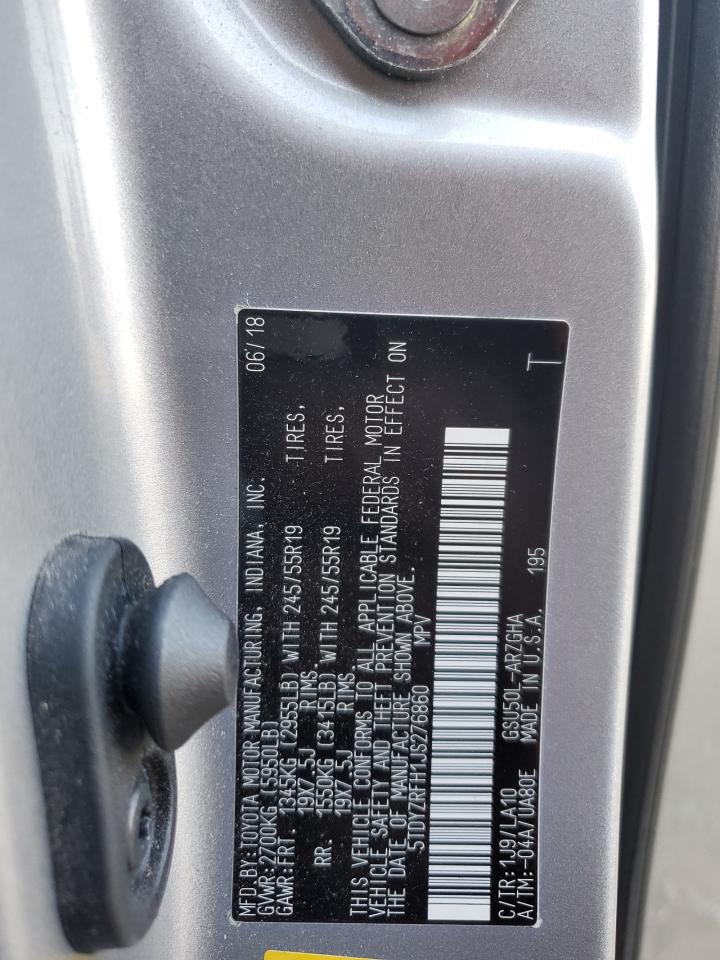 MFD. BY: TOYOTA MOTOR MANUFACTURING, INDIANA, INC. 06/18
GVWR: 2700KG (5950LB)
GAWR: FRT. 1345KG (2955LB) WITH 245/55R19 TIRES,
19X7.5J RIMS.
RR. 1550KG (3415LB) WITH 245/55R19 TIRES,
19X7.5J RIMS
THIS VEHICLE CONFORMS TO ALL APPLICABLE FEDERAL MOTOR
VEHICLE SAFETY AND THEFT PREVENTION STANDARDS IN EFFECT ON
THE DATE OF MANUFACTURE SHOWN ABOVE.
5TDYZRFH1JS276860 MPV
C/TR: 1J9/LA10 GSU50L-ARZGHA
A/TM: -04A/UA80E MADE IN U.S.A. 195 T